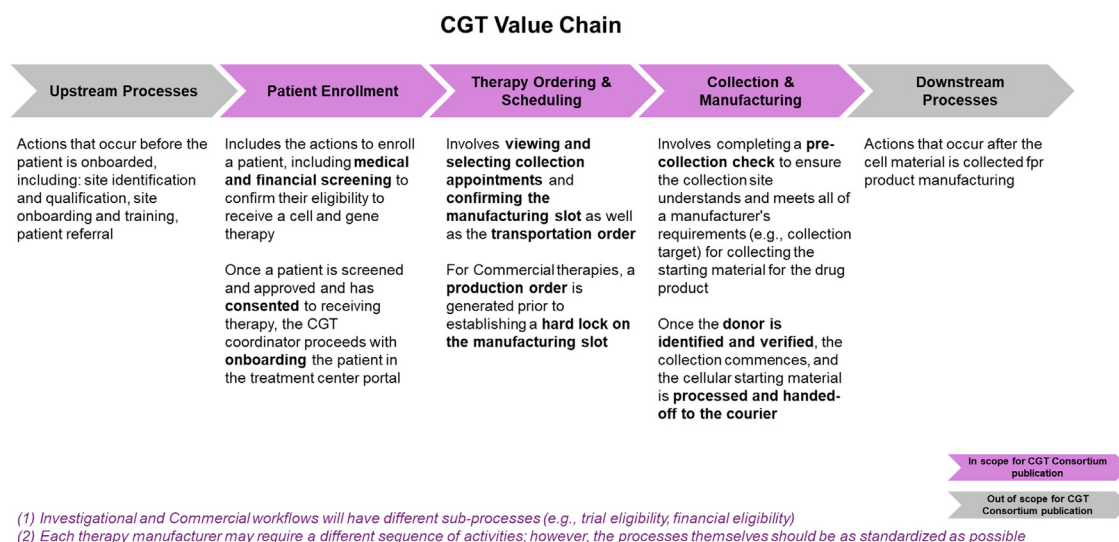 CGT Value Chain
Upstream Processes
Patient Enrollment
Therapy Ordering &
Scheduling
Collection &
Manufacturing
Downstream
Processes
Actions that occur before the
patient is onboarded,
including: site identification
and qualification, site
onboarding and training,
patient referral
Includes the actions to enroll
a patient, including medical
and financial screening to
confirm their eligibility to
receive a cell and gene
therapy
Once a patient is screened
and approved and has
consented to receiving
therapy, the CGT
coordinator proceeds with
onboarding the patient in
the treatment center portal
Involves viewing and
selecting collection
appointments and
confirming the
manufacturing slot as well
as the transportation order
For Commercial therapies, a
production order is
generated prior to
establishing a hard lock on
the manufacturing slot
Involves completing a pre-
collection check to ensure
the collection site
understands and meets all of
a manufacturer's
requirements (e.g., collection
target) for collecting the
starting material for the drug
product
Once the donor is
identified and verified, the
collection commences, and
the cellular starting material
is processed and handed-
off to the courier
Actions that occur after the
cell material is collected fpr
product manufacturing
In scope for CGT Consortium
publication
Out of scope for CGT
Consortium publication
(1) Investigational and Commercial workflows will have different sub-processes (e.g., trial eligibility, financial eligibility)
(2) Each therapy manufacturer may require a different sequence of activities; however, the processes themselves should be as standardized as possible